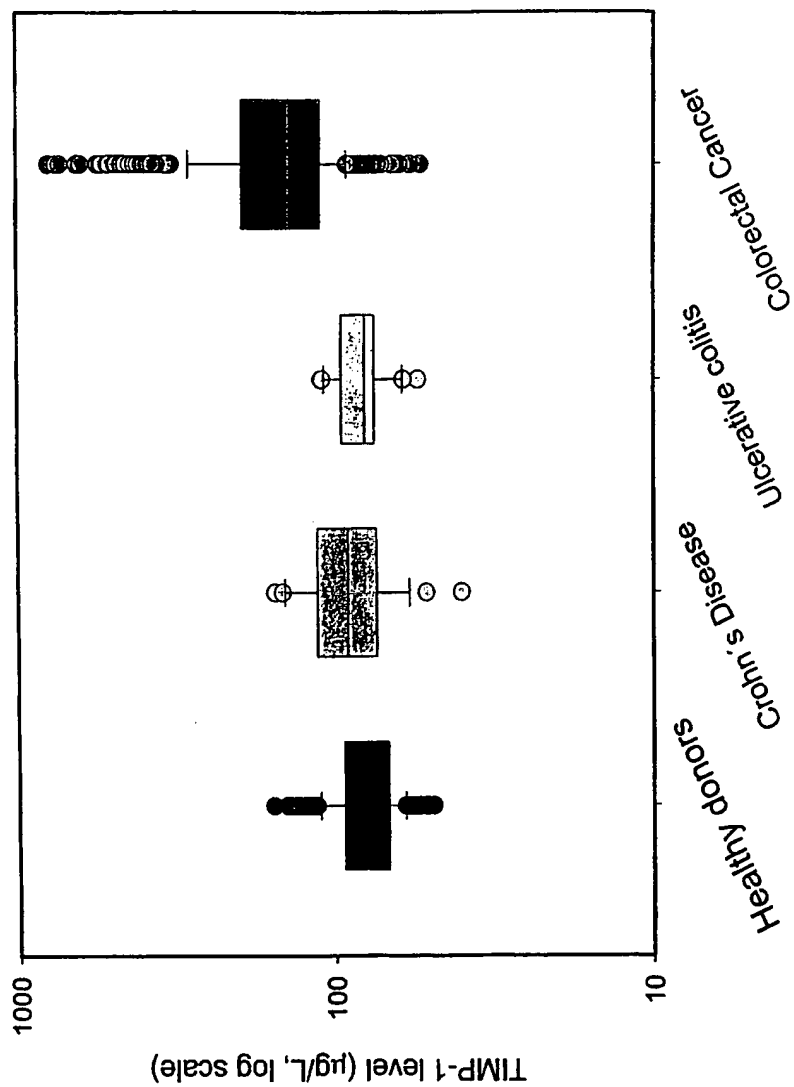 TIMP-1 level (µg/L, log scale)
1000
100
10
Healthy donors
Crohn´s Disease
Ulcerative colitis
Colorectal Cancer